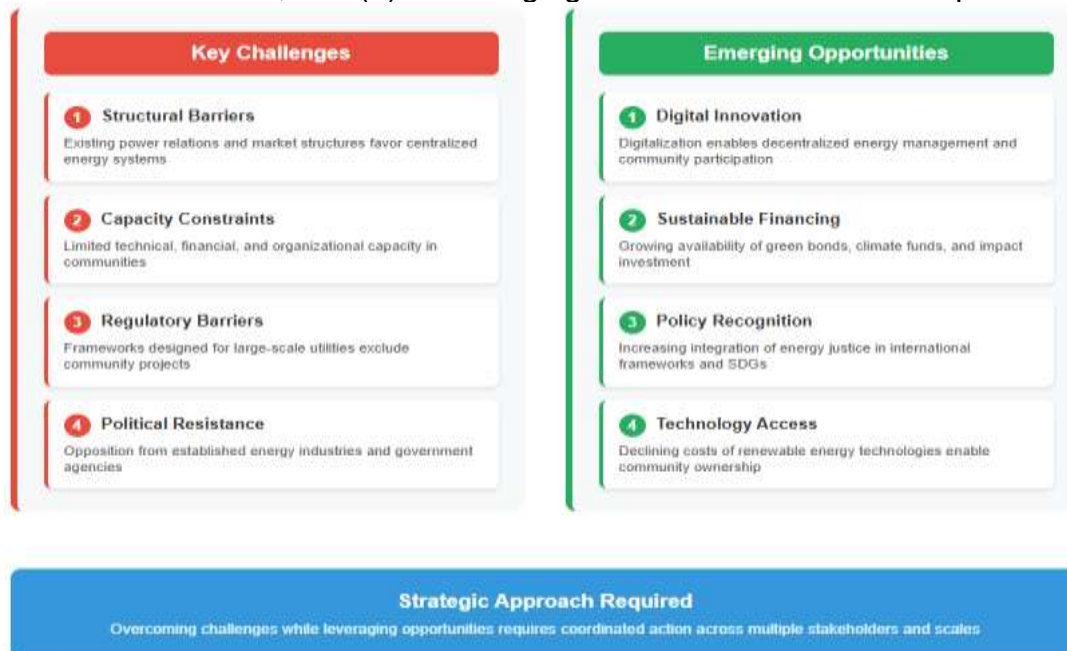 Key Challenges
1 Structural Barriers
Existing power relations and market structures favor centralized
energy systems
2 Capacity Constraints
Limited technical, financial, and organizational capacity in
communities
3 Regulatory Barriers
Frameworks designed for large-scale utilities exclude
community projects
4 Political Resistance
Opposition from established energy industries and government
agencies
Emerging Opportunities
1 Digital Innovation
Digitalization enables decentralized energy management and
community participation
2 Sustainable Financing
Growing availability of green bonds, climate funds, and impact
investment
3 Policy Recognition
Increasing integration of energy justice in international
frameworks and SDGs
4 Technology Access
Declining costs of renewable energy technologies enable
community ownership
Strategic Approach Required
Overcoming challenges while leveraging opportunities requires coordinated action across multiple stakeholders and scales